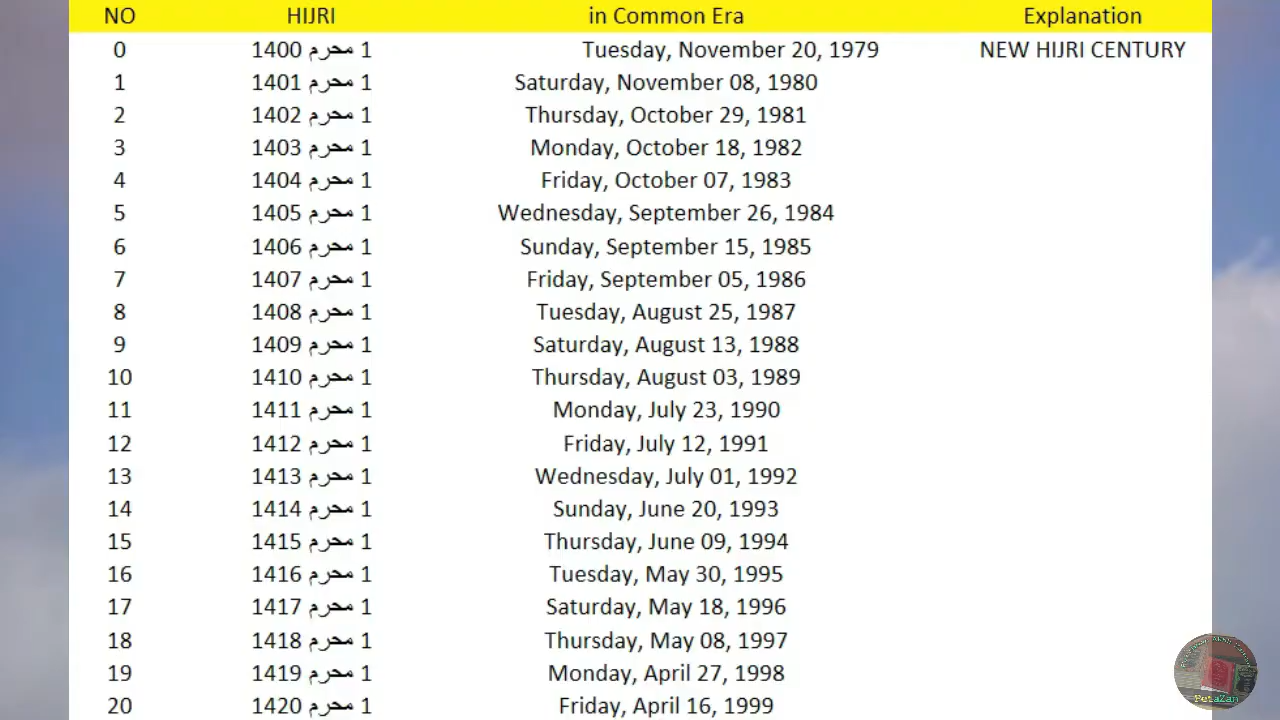 NO HIJRI in Common Era Explanation
0 1 محرم 1400 Tuesday, November 20, 1979 NEW HIJRI CENTURY
1 1 محرم 1401 Saturday, November 08, 1980
2 1 محرم 1402 Thursday, October 29, 1981
3 1 محرم 1403 Monday, October 18, 1982
4 1 محرم 1404 Friday, October 07, 1983
5 1 محرم 1405 Wednesday, September 26, 1984
6 1 محرم 1406 Sunday, September 15, 1985
7 1 محرم 1407 Friday, September 05, 1986
8 1 محرم 1408 Tuesday, August 25, 1987
9 1 محرم 1409 Saturday, August 13, 1988
10 1 محرم 1410 Thursday, August 03, 1989
11 1 محرم 1411 Monday, July 23, 1990
12 1 محرم 1412 Friday, July 12, 1991
13 1 محرم 1413 Wednesday, July 01, 1992
14 1 محرم 1414 Sunday, June 20, 1993
15 1 محرم 1415 Thursday, June 09, 1994
16 1 محرم 1416 Tuesday, May 30, 1995
17 1 محرم 1417 Saturday, May 18, 1996
18 1 محرم 1418 Thursday, May 08, 1997
19 1 محرم 1419 Monday, April 27, 1998
20 1 محرم 1420 Friday, April 16, 1999
PetaZan